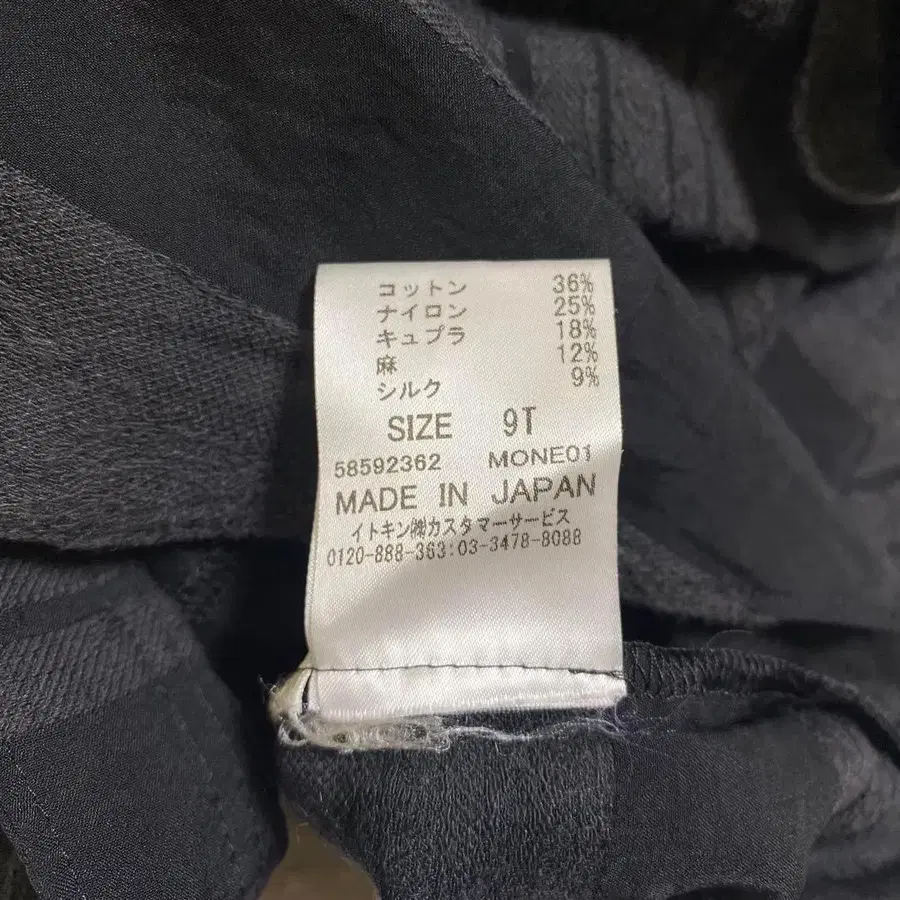 コットン 36%
ナイロン 25%
キュプラ 18%
麻 12%
シルク 9%
SIZE 9T
58592362 MONE01
MADE IN JAPAN
イトキン㈱カスタマーサービス
0120-888-363:03-3478-8088